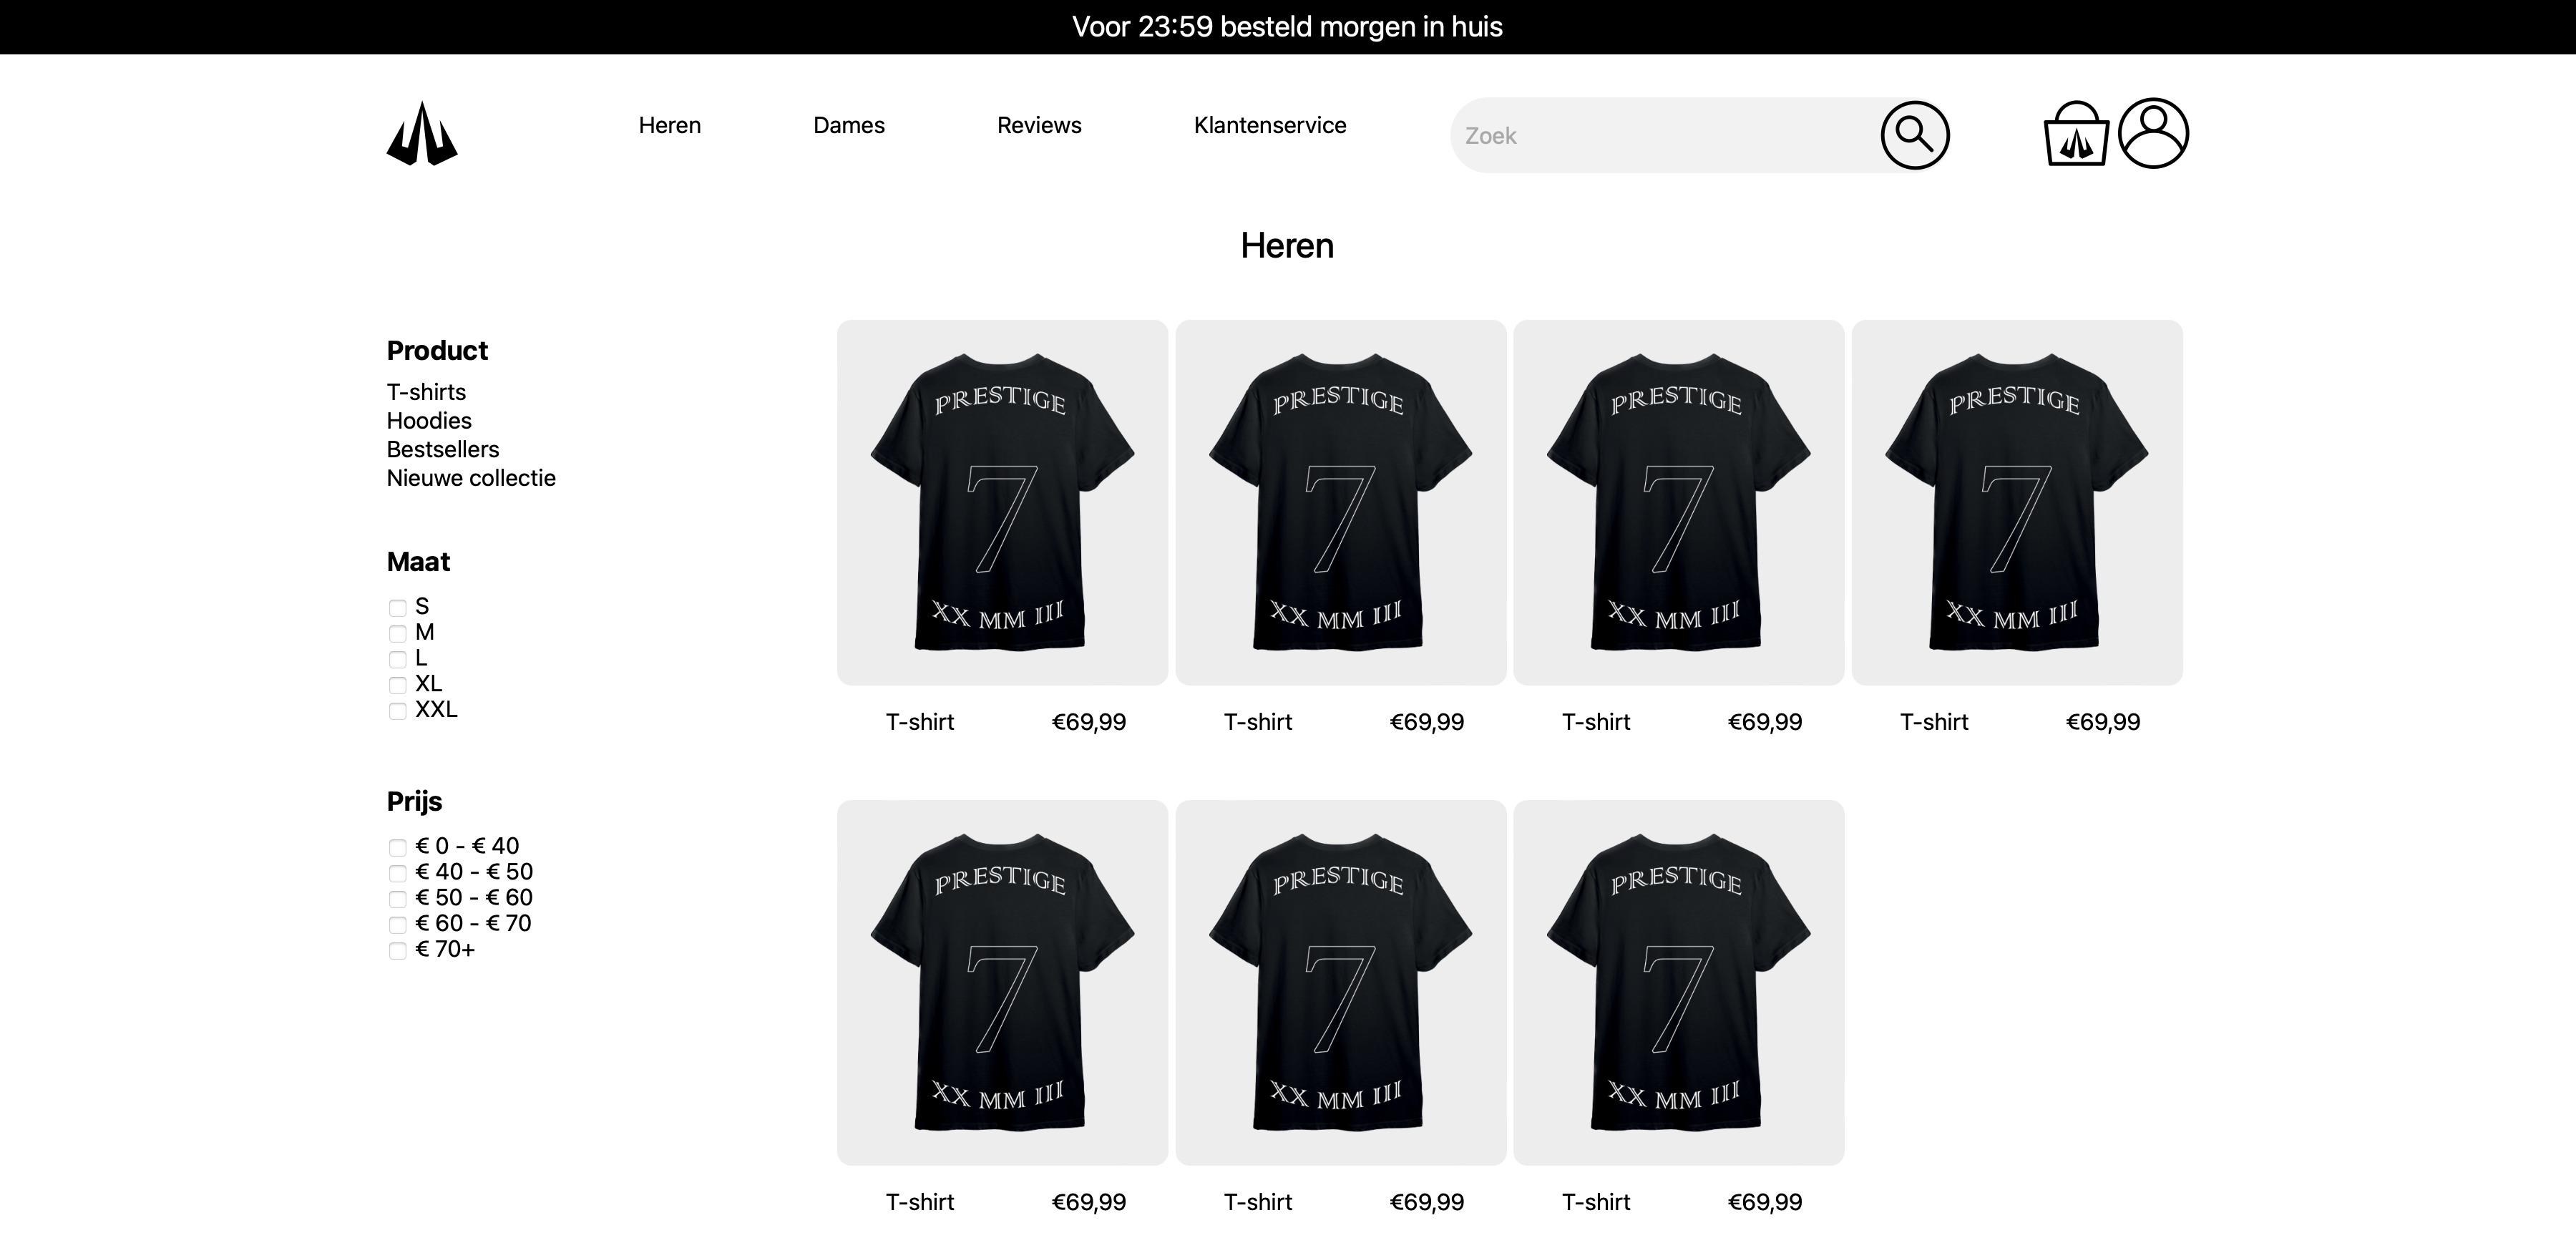 Voor 23:59 besteld morgen in huis
Heren Dames Reviews Klantenservice Zoek
Heren
Product
T-shirts
Hoodies
Bestsellers
Nieuwe collectie
Maat
S
M
L
XL
XXL
Prijs
€ 0 - € 40
€ 40 - € 50
€ 50 - € 60
€ 60 - € 70
€ 70+
PRESTIGE PRESTIGE PRESTIGE PRESTIGE
7 7 7 7
XX MM III XX MM III XX MM III XX MM III
T-shirt €69,99 T-shirt €69,99 T-shirt €69,99 T-shirt €69,99
PRESTIGE PRESTIGE PRESTIGE
7 7 7
XX MM III XX MM III XX MM III
T-shirt €69,99 T-shirt €69,99 T-shirt €69,99